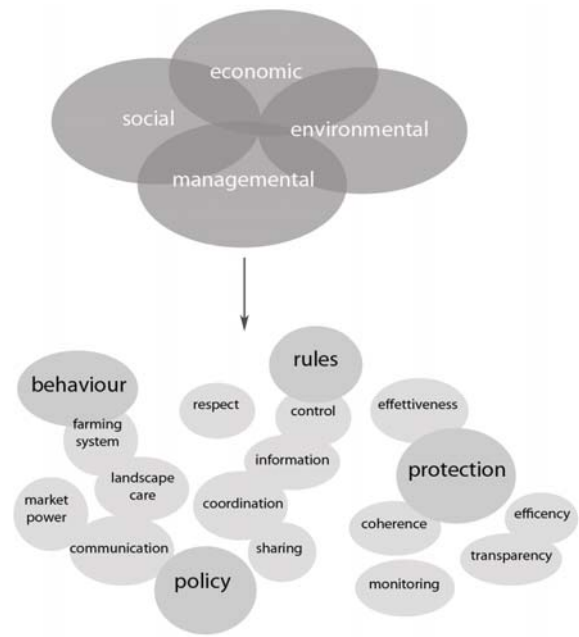 economic
social
environmental
managemental
rules
behaviour
respect
control
effettiveness
farming
system
information
protection
landscape
care
market
power
coordination
coherence
efficency
communication
sharing
transparency
policy
monitoring